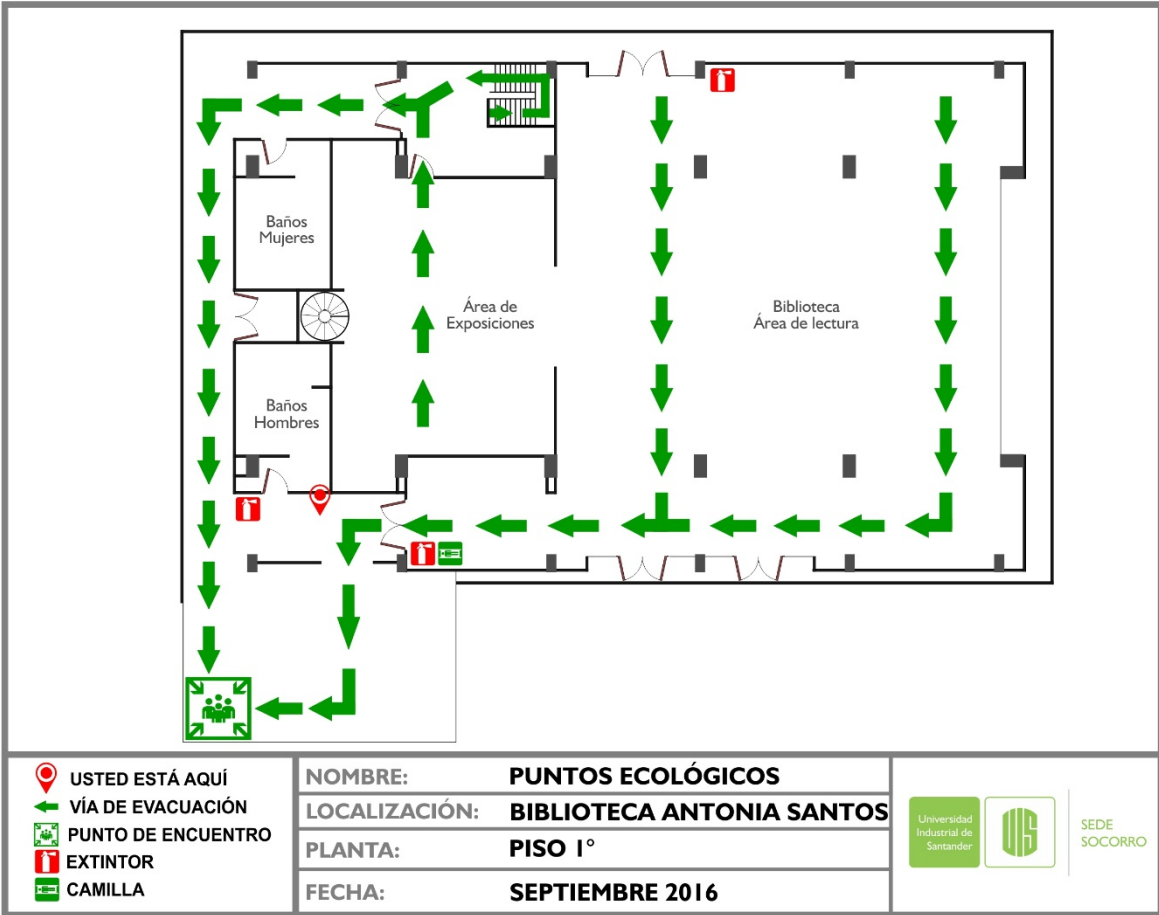 Baños
Mujeres
Área de
Exposiciones
Biblioteca
Área de lectura
Baños
Hombres
USTED ESTÁ AQUÍ
VÍA DE EVACUACIÓN
PUNTO DE ENCUENTRO
EXTINTOR
CAMILLA
NOMBRE: PUNTOS ECOLÓGICOS
LOCALIZACIÓN: BIBLIOTECA ANTONIA SANTOS
PLANTA: PISO 1°
FECHA: SEPTIEMBRE 2016
Universidad
Industrial de
Santander
UIS
SEDE
SOCORRO